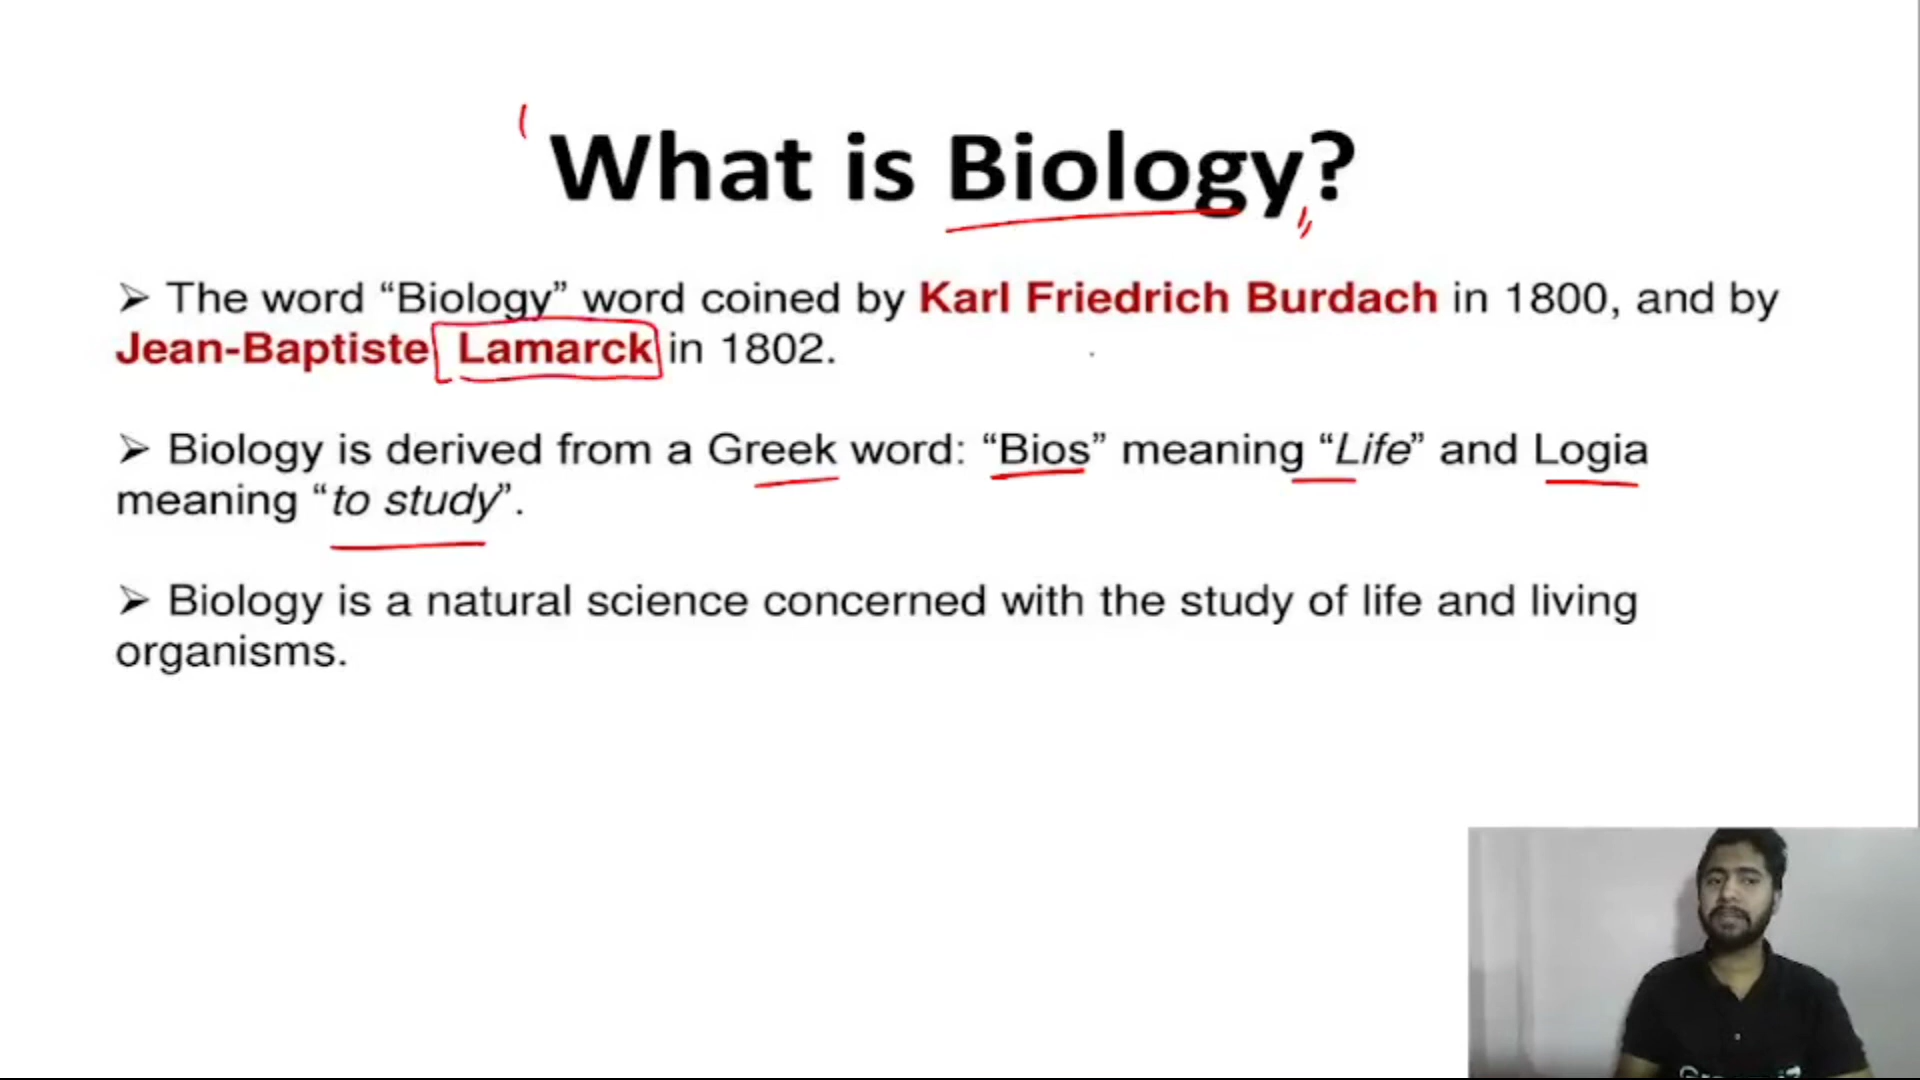 What is Biology?
➢ The word “Biology” word coined by Karl Friedrich Burdach in 1800, and by
Jean-Baptiste Lamarck in 1802.
➢ Biology is derived from a Greek word: “Bios” meaning “Life” and Logia
meaning “to study”.
➢ Biology is a natural science concerned with the study of life and living
organisms.